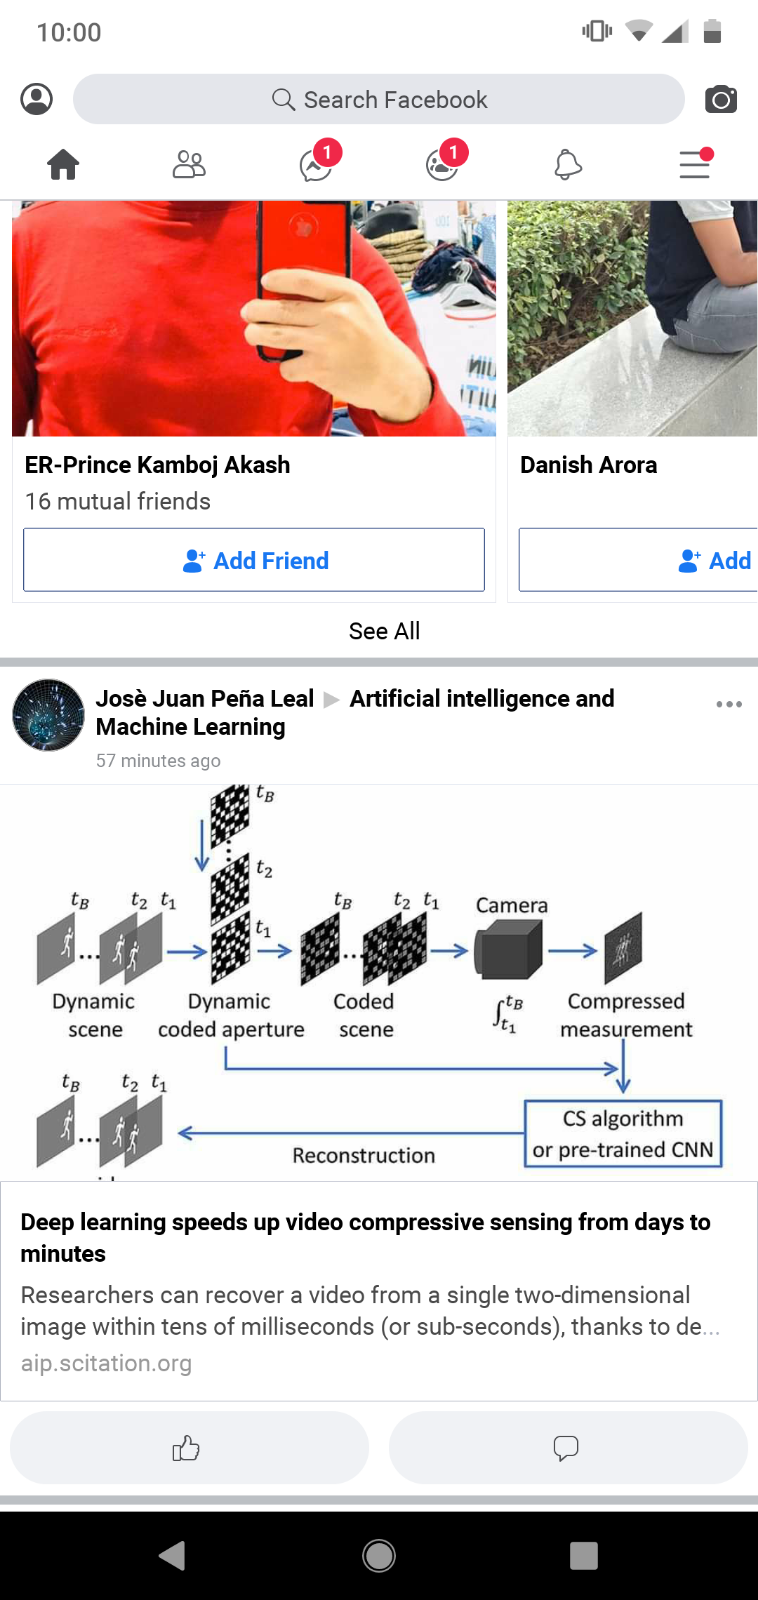 10:00
Search Facebook
1
1
ER-Prince Kamboj Akash
16 mutual friends
Add Friend
Danish Arora
Add
See All
Josè Juan Peña Leal ▶ Artificial intelligence and
Machine Learning
57 minutes ago
t_B
t_2
t_1
t_B
t_2 t_1
t_B
t_2 t_1
Camera
Dynamic
scene
Dynamic
coded aperture
Coded
scene
∫_{t_1}^{t_B}
Compressed
measurement
t_B
t_2 t_1
CS algorithm
or pre-trained CNN
Reconstruction
Deep learning speeds up video compressive sensing from days to
minutes
Researchers can recover a video from a single two-dimensional
image within tens of milliseconds (or sub-seconds), thanks to de...
aip.scitation.org